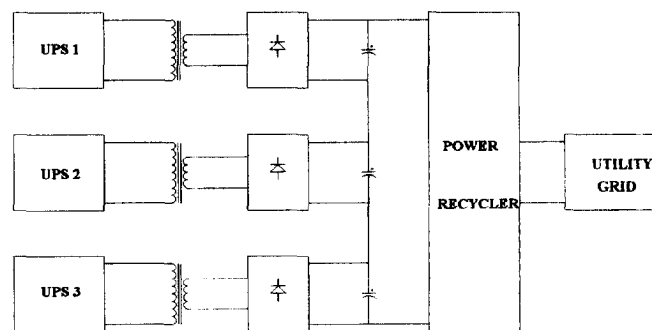 UPS 1
UPS 2
UPS 3
POWER
RECYCLER
UTILITY
GRID